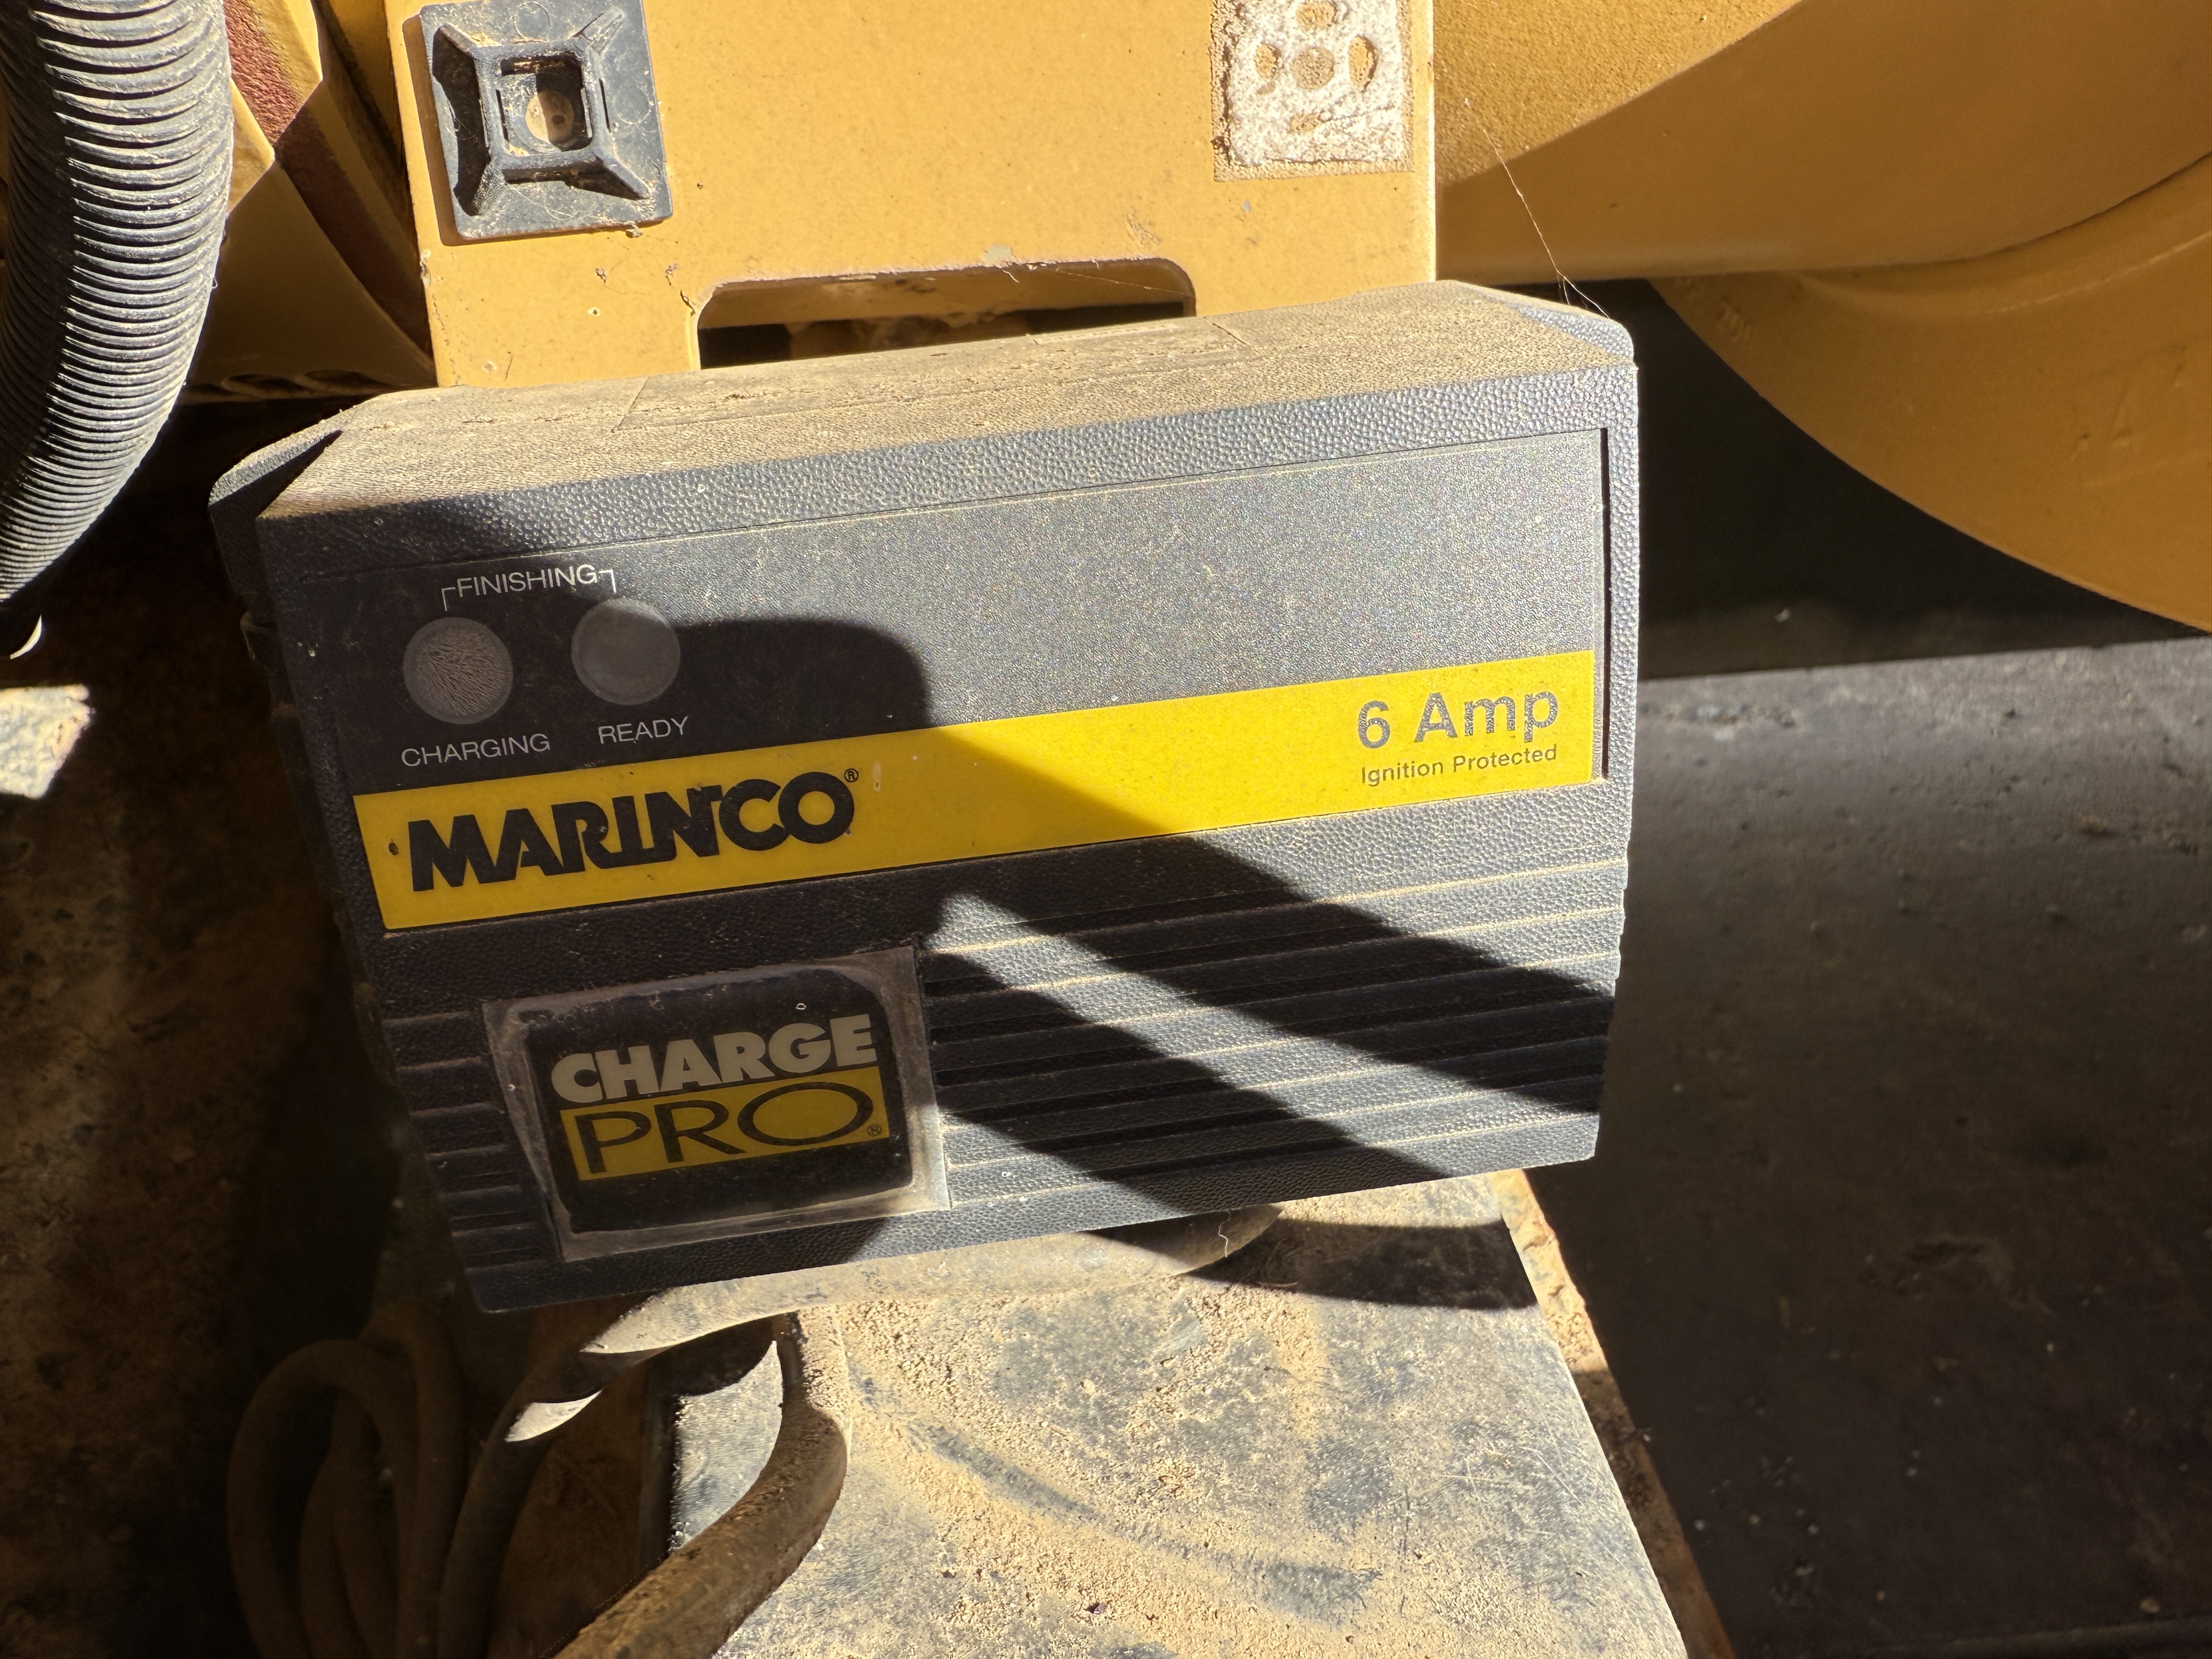 FINISHING
CHARGING READY
MARINCO®
6 Amp
Ignition Protected
CHARGE
PRO®